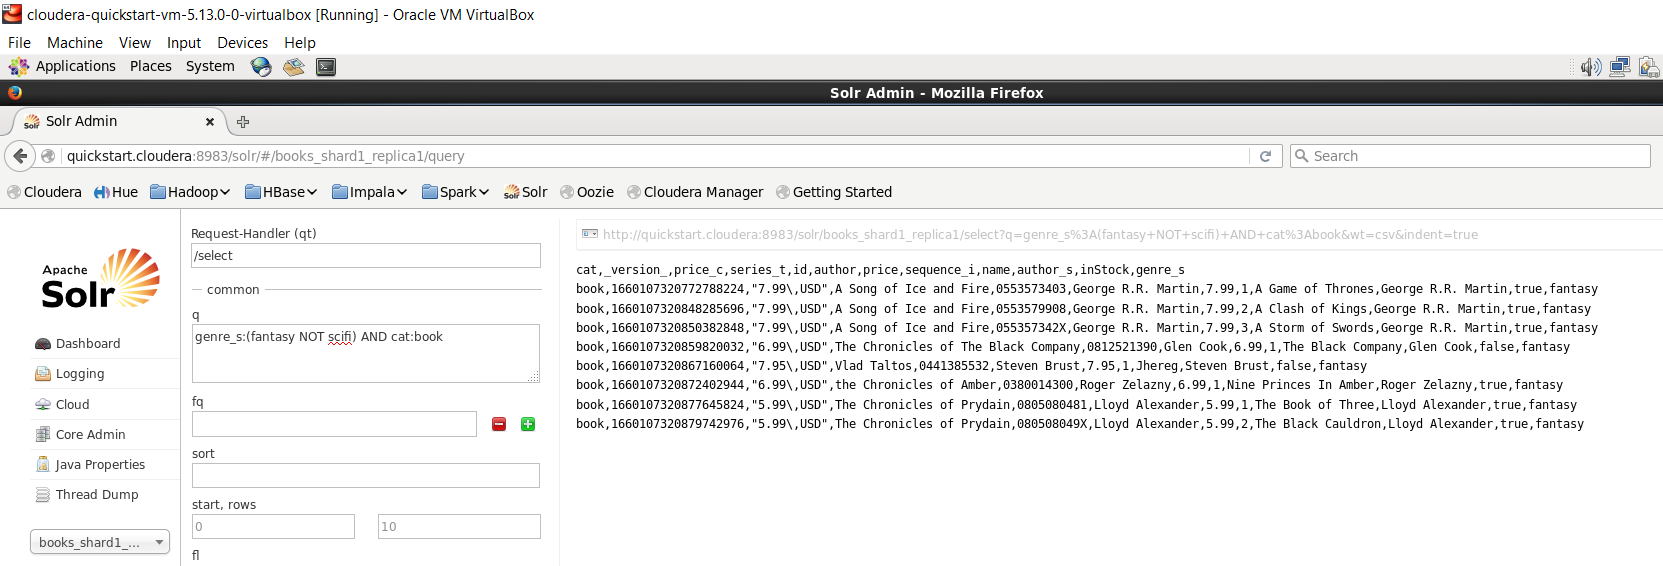 cloudera-quickstart-vm-5.13.0-0-virtualbox [Running] - Oracle VM VirtualBox
File Machine View Input Devices Help
Applications Places System
Solr Admin - Mozilla Firefox
Solr Admin
quickstart.cloudera:8983/solr/#/books_shard1_replica1/query
Search
Cloudera Hue Hadoop HBase Impala Spark Solr Oozie Cloudera Manager Getting Started
Apache
Solr
Dashboard
Logging
Cloud
Core Admin
Java Properties
Thread Dump
books_shard1_...
Request-Handler (qt)
/select
common
q
genre_s:(fantasy NOT scifi) AND cat:book
fq
sort
start, rows
0 10
fl
http://quickstart.cloudera:8983/solr/books_shard1_replica1/select?q=genre_s%3A(fantasy+NOT+scifi)+AND+cat%3Abook&wt=csv&indent=true
cat,_version_,price_c,series_t,id,author,price,sequence_i,name,author_s,inStock,genre_s
book,1660107320772788224,"7.99\,USD",A Song of Ice and Fire,0553573403,George R.R. Martin,7.99,1,A Game of Thrones,George R.R. Martin,true,fantasy
book,1660107320848285696,"7.99\,USD",A Song of Ice and Fire,0553579908,George R.R. Martin,7.99,2,A Clash of Kings,George R.R. Martin,true,fantasy
book,1660107320850382848,"7.99\,USD",A Song of Ice and Fire,055357342X,George R.R. Martin,7.99,3,A Storm of Swords,George R.R. Martin,true,fantasy
book,1660107320859820032,"6.99\,USD",The Chronicles of The Black Company,0812521390,Glen Cook,6.99,1,The Black Company,Glen Cook,false,fantasy
book,1660107320867160064,"7.95\,USD",Vlad Taltos,0441385532,Steven Brust,7.95,1,Jhereg,Steven Brust,false,fantasy
book,1660107320872402944,"6.99\,USD",the Chronicles of Amber,0380014300,Roger Zelazny,6.99,1,Nine Princes In Amber,Roger Zelazny,true,fantasy
book,1660107320877645824,"5.99\,USD",The Chronicles of Prydain,0805080481,Lloyd Alexander,5.99,1,The Book of Three,Lloyd Alexander,true,fantasy
book,1660107320879742976,"5.99\,USD",The Chronicles of Prydain,080508049X,Lloyd Alexander,5.99,2,The Black Cauldron,Lloyd Alexander,true,fantasy